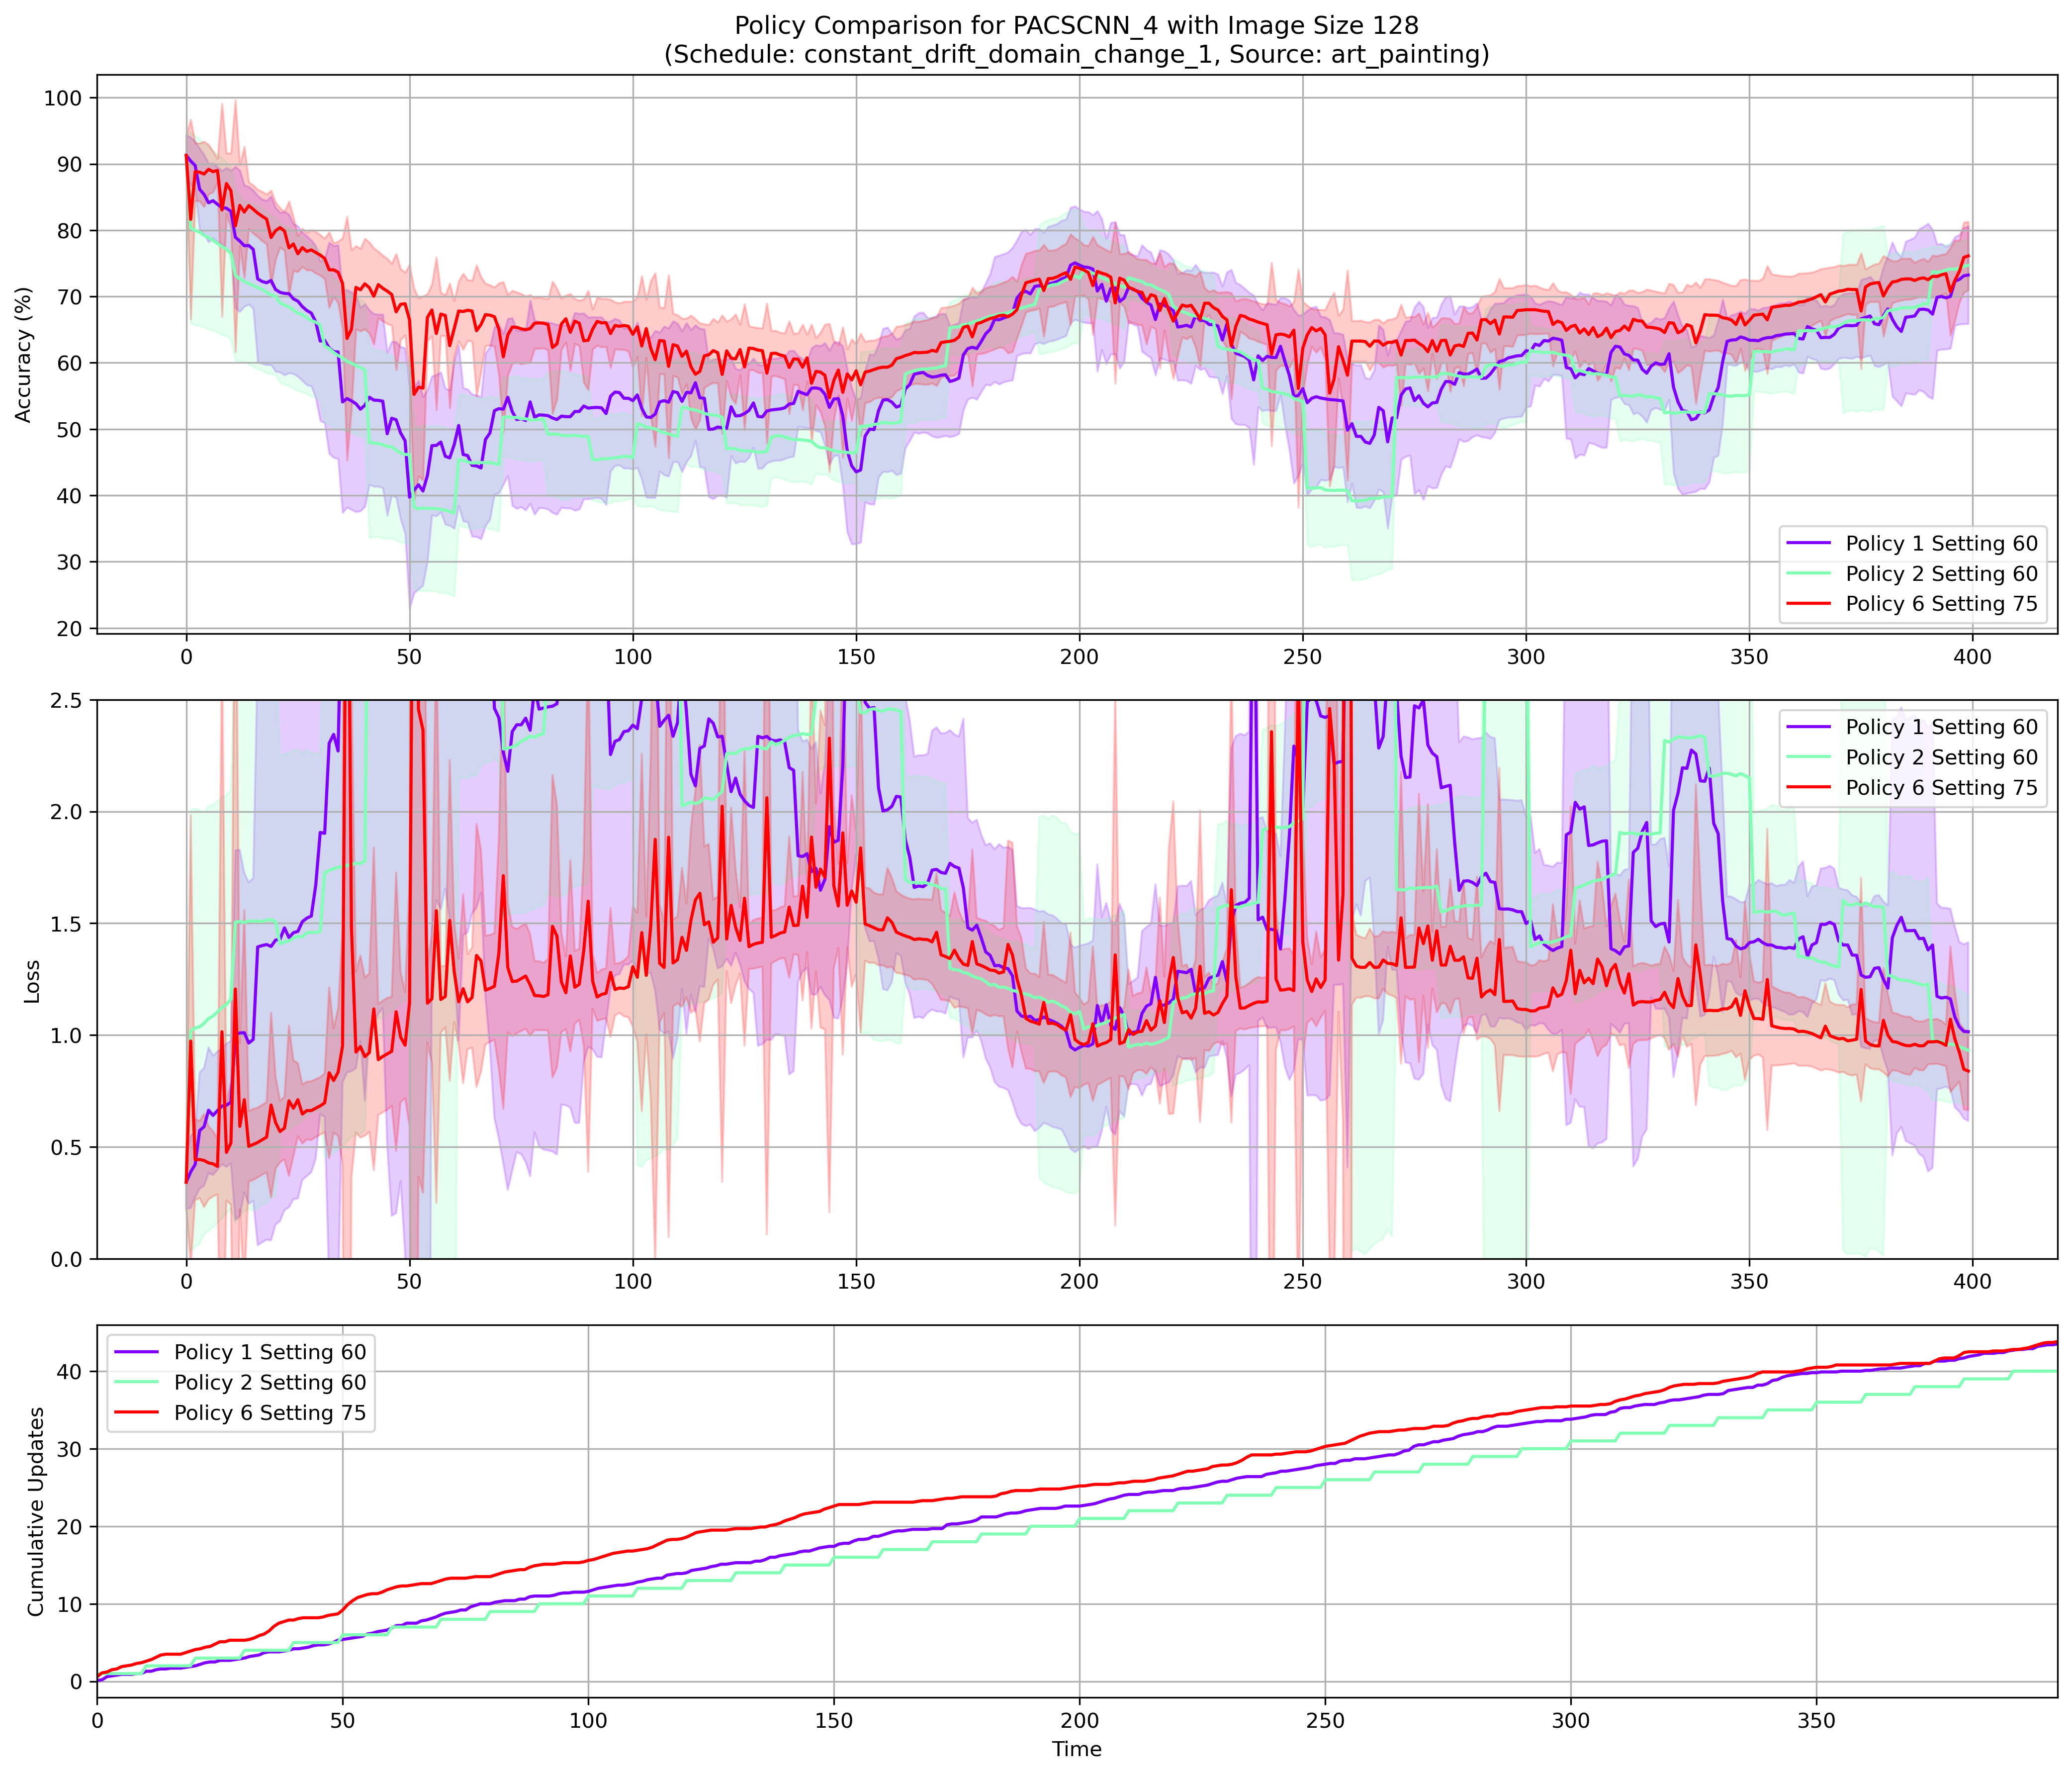 Policy Comparison for PACSCNN_4 with Image Size 128
(Schedule: constant_drift_domain_change_1, Source: art_painting)
Accuracy (%)
100
90
80
70
60
50
40
30
20
0 50 100 150 200 250 300 350 400
Policy 1 Setting 60
Policy 2 Setting 60
Policy 6 Setting 75
Loss
2.5
2.0
1.5
1.0
0.5
0.0
0 50 100 150 200 250 300 350 400
Policy 1 Setting 60
Policy 2 Setting 60
Policy 6 Setting 75
Cumulative Updates
40
30
20
10
0
0 50 100 150 200 250 300 350
Policy 1 Setting 60
Policy 2 Setting 60
Policy 6 Setting 75
Time